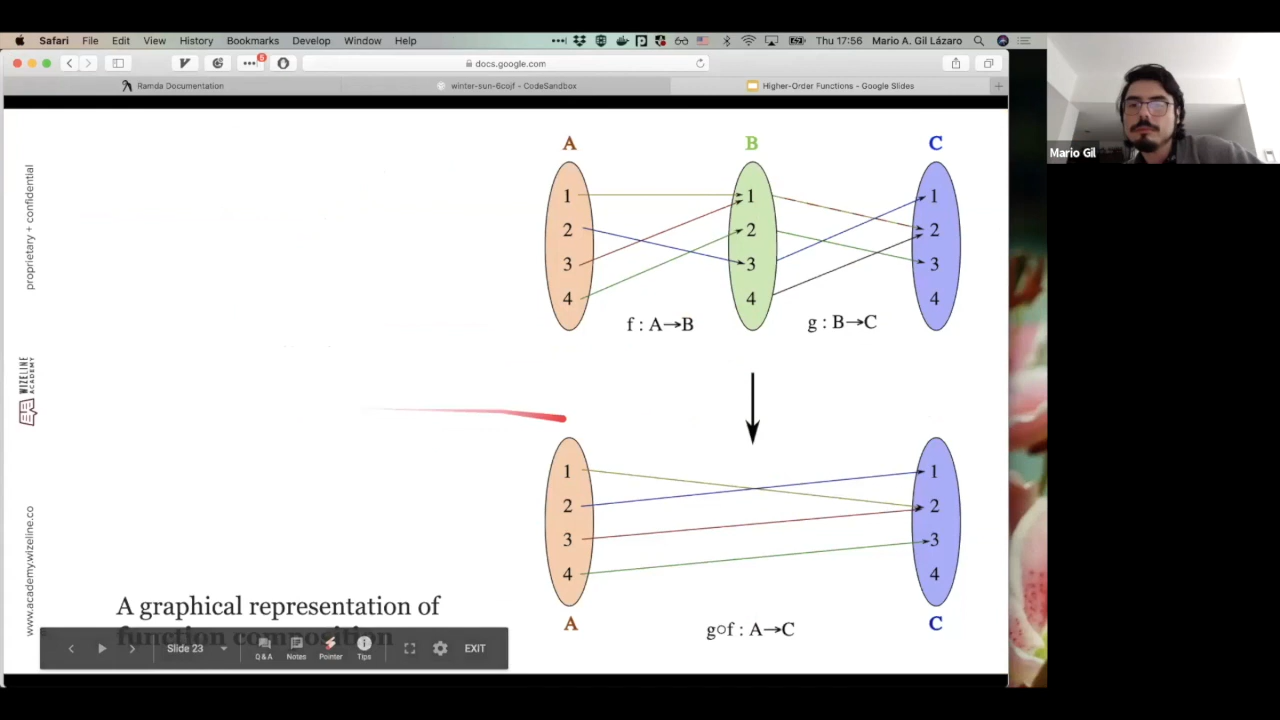 Safari File Edit View History Bookmarks Develop Window Help Thu 17:56 Mario A. Gil Lázaro
docs.google.com
Ramda Documentation winter-sun-6cojf - CodeSandbox Higher-Order Functions - Google Slides
Mario Gil
proprietary + confidential
WIZELINE
ACADEMY
www.academy.wizeline.co
A B C
1 1 1
2 2 2
3 3 3
4 4 4
f : A→B g : B→C
1 1
2 2
3 3
4 4
A C
g○f : A→C
A graphical representation of
function composition
Slide 23 Q & A Notes Pointer Tips EXIT